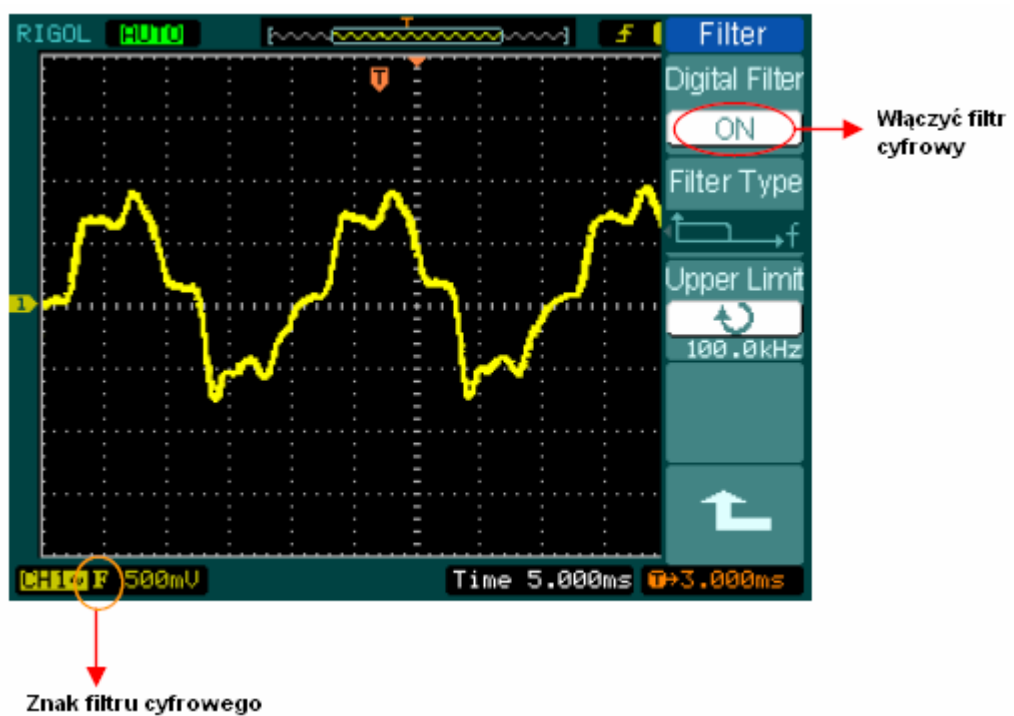 RIGOL AUTO T Filter
T
Digital Filter
ON
Włączyć filtr
cyfrowy
Filter Type
f
Upper Limit
100.0kHz
1
CH1 F 500mV Time 5.000ms T→3.000ms
Znak filtru cyfrowego